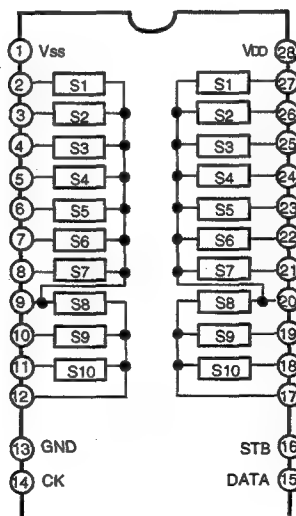 1 Vss VDD 28
2 S1 S1 27
3 S2 S2 26
4 S3 S3 25
5 S4 S4 24
6 S5 S5 23
7 S6 S6 22
8 S7 S7 21
9 S8 S8 20
10 S9 S9 19
11 S10 S10 18
12 17
13 GND STB 16
14 CK DATA 15